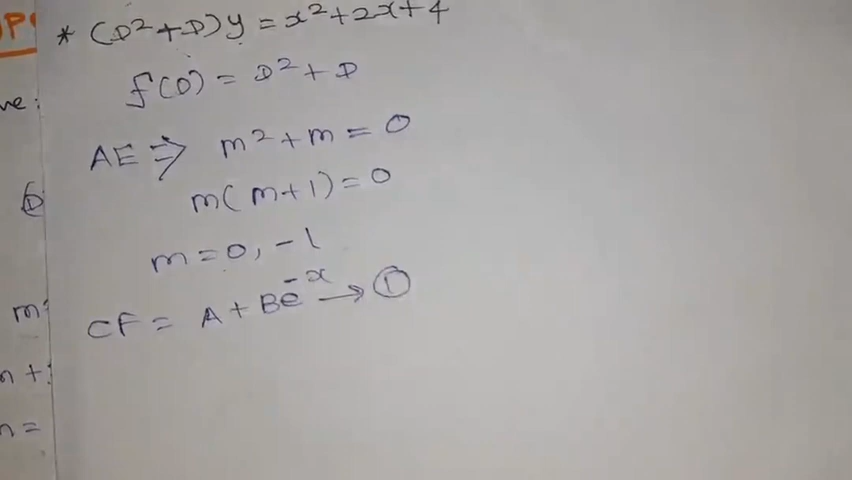 * (D²+D)y = x²+2x+4
f(D) = D²+D
AE ⇒ m²+m = 0
m(m+1) = 0
m = 0, -1
CF = A + Be⁻ˣ → ①